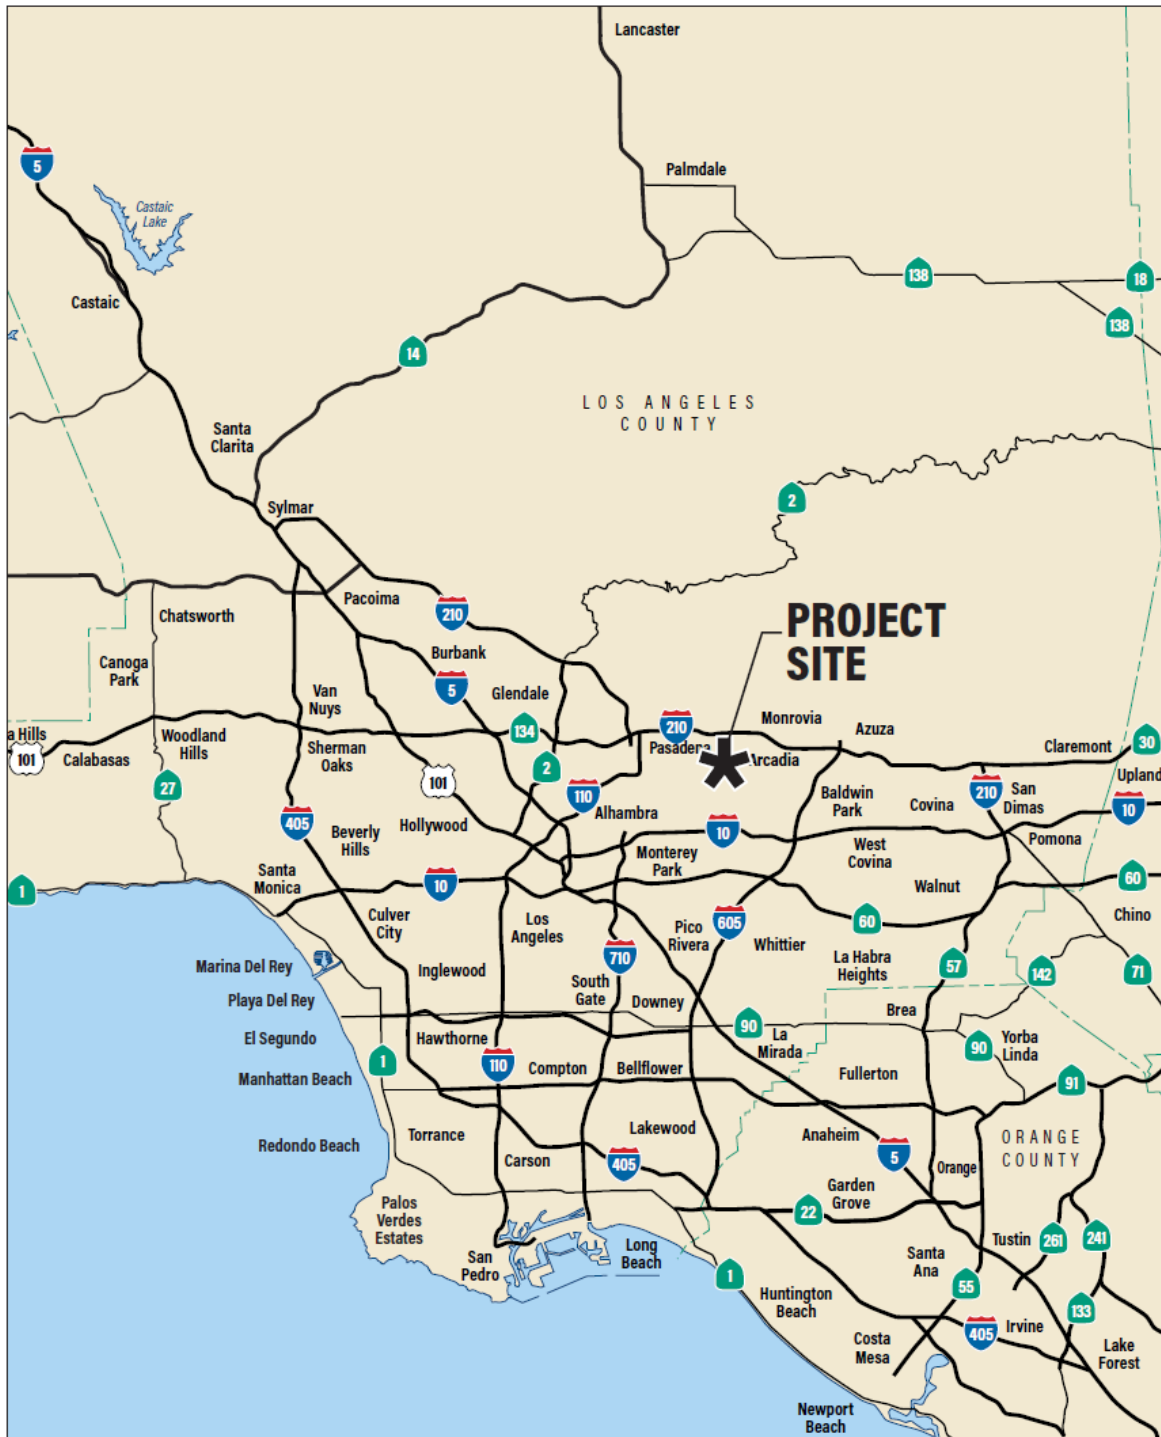 Lancaster
Palmdale
5
Castaic
Lake
138
18
Castaic
138
14
LOS ANGELES
COUNTY
Santa
Clarita
2
Sylmar
Pacoima
210
Chatsworth
PROJECT
SITE
Burbank
Canoga
Park
5
Glendale
Van
Nuys
Monrovia
Azuza
134
210
a Hills
Woodland
Hills
Sherman
Oaks
Pasadena
Claremont
30
101
Calabasas
2
Arcadia
Upland
27
101
110
Baldwin
Park
Covina
210
San
Dimas
10
405
Beverly
Hills
Hollywood
Alhambra
10
West
Covina
Pomona
Monterey
Park
Santa
Monica
10
Walnut
60
1
Culver
City
Los
Angeles
605
60
Chino
Pico
Rivera
Whittier
710
La Habra
Heights
57
142
71
Marina Del Rey
Inglewood
South
Gate
Downey
Playa Del Rey
Brea
90
El Segundo
Hawthorne
La
Mirada
90
Yorba
Linda
1
110
Compton
Bellflower
Fullerton
91
Manhattan Beach
Redondo Beach
Torrance
Lakewood
Anaheim
ORANGE
COUNTY
Carson
405
5
Orange
Palos
Verdes
Estates
Garden
Grove
22
Tustin
261
241
San
Pedro
Long
Beach
Santa
Ana
1
55
Huntington
Beach
133
405
Irvine
Costa
Mesa
Lake
Forest
Newport
Beach